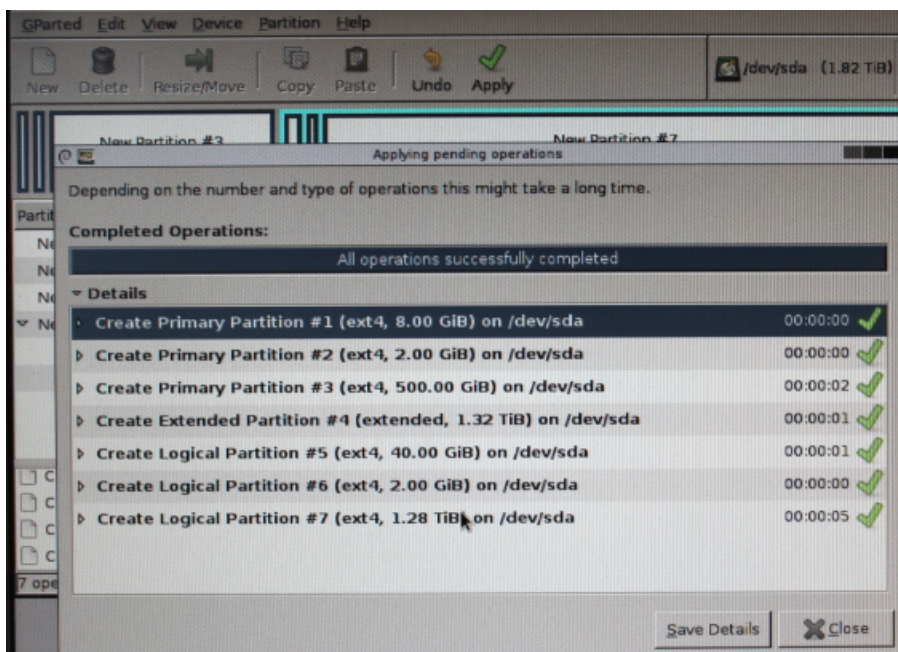 GParted Edit View Device Partition Help
New Delete Resize/Move Copy Paste Undo Apply /dev/sda (1.82 TiB)
New Partition #3 New Partition #7
Applying pending operations
Depending on the number and type of operations this might take a long time.
Completed Operations:
All operations successfully completed
Details
Create Primary Partition #1 (ext4, 8.00 GiB) on /dev/sda 00:00:00
Create Primary Partition #2 (ext4, 2.00 GiB) on /dev/sda 00:00:00
Create Primary Partition #3 (ext4, 500.00 GiB) on /dev/sda 00:00:02
Create Extended Partition #4 (extended, 1.32 TiB) on /dev/sda 00:00:01
Create Logical Partition #5 (ext4, 40.00 GiB) on /dev/sda 00:00:01
Create Logical Partition #6 (ext4, 2.00 GiB) on /dev/sda 00:00:00
Create Logical Partition #7 (ext4, 1.28 TiB) on /dev/sda 00:00:05
7 ope
Save Details Close